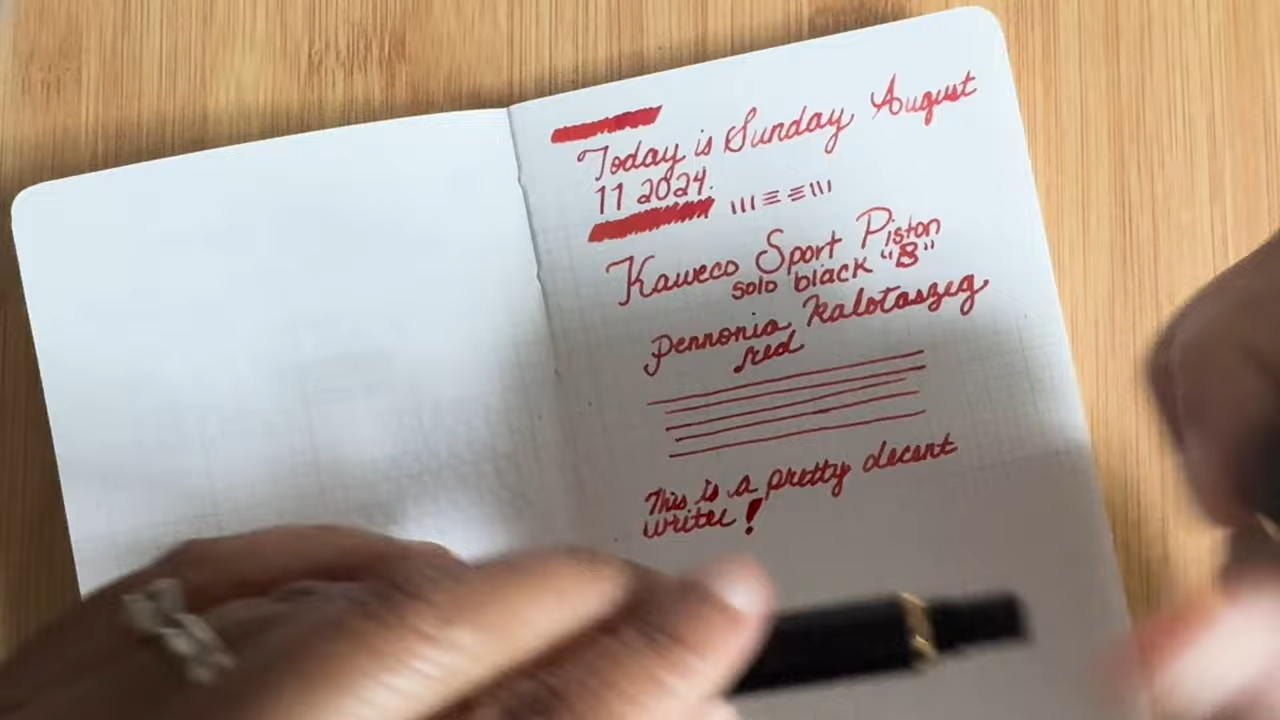 Today is Sunday August
11 2024.
Kaweco Sport Piston
solo black "B"
Pennonia Kalotaszeg
red
This is a pretty decent
writer!